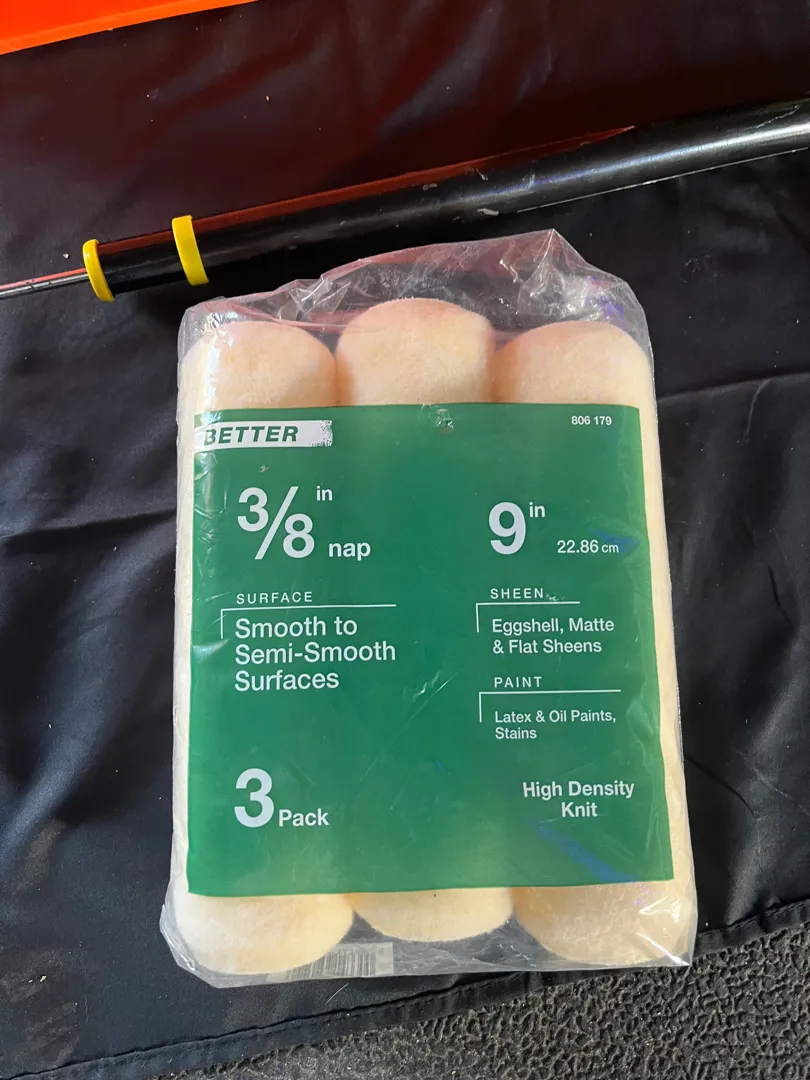 BETTER
806 179
3/8 in nap
9 in
22.86 cm
SURFACE
Smooth to
Semi-Smooth
Surfaces
SHEEN
Eggshell, Matte
& Flat Sheens
PAINT
Latex & Oil Paints,
Stains
3 Pack
High Density
Knit